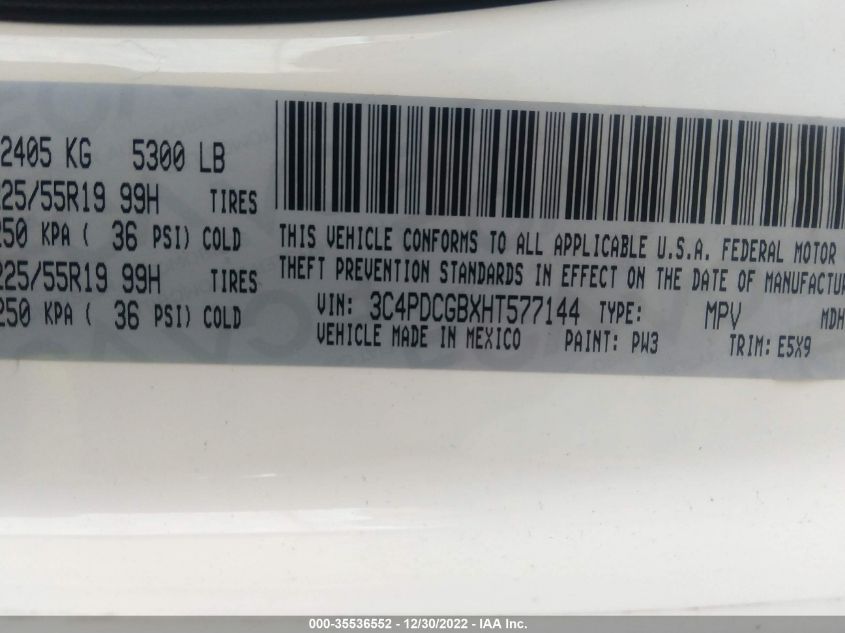 2405 KG 5300 LB
225/55R19 99H TIRES
250 KPA ( 36 PSI) COLD
225/55R19 99H TIRES
250 KPA ( 36 PSI) COLD
THIS VEHICLE CONFORMS TO ALL APPLICABLE U.S.A. FEDERAL MOTOR
THEFT PREVENTION STANDARDS IN EFFECT ON THE DATE OF MANUFACTU
VIN: 3C4PDCGBXHT577144 TYPE: MPV MDH
VEHICLE MADE IN MEXICO PAINT: PW3 TRIM: E5X9
000-35536552 - 12/30/2022 - IAA Inc.